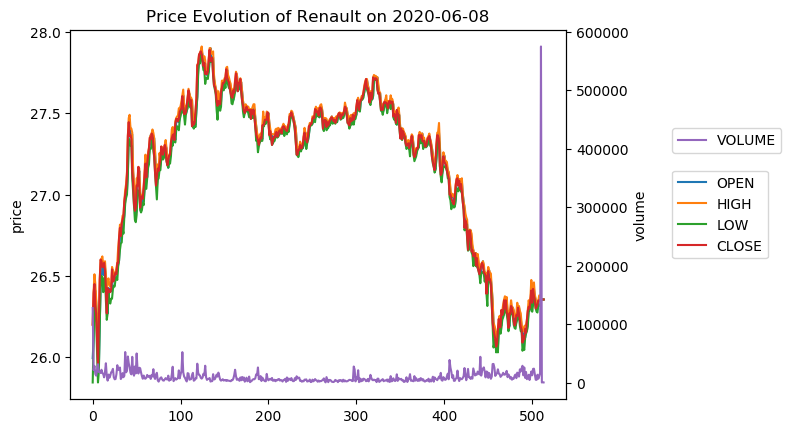 Price Evolution of Renault on 2020-06-08
28.0
27.5
27.0
26.5
26.0
price
0
100
200
300
400
500
600000
500000
400000
300000
200000
100000
0
volume
VOLUME
OPEN
HIGH
LOW
CLOSE